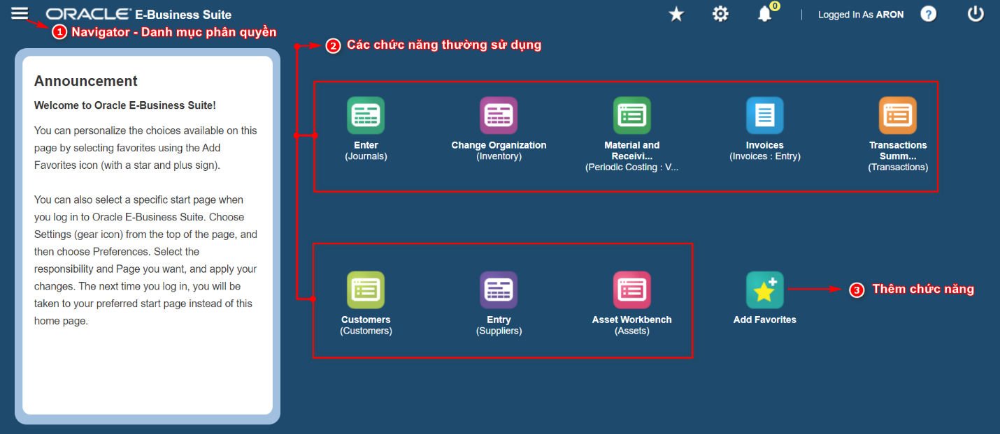 ORACLE® E-Business Suite
0
Logged In As ARON
?
1 Navigator - Danh mục phân quyền
2 Các chức năng thường sử dụng
Announcement
Welcome to Oracle E-Business Suite!
You can personalize the choices available on this
page by selecting favorites using the Add
Favorites icon (with a star and plus sign).
You can also select a specific start page when
you log in to Oracle E-Business Suite. Choose
Settings (gear icon) from the top of the page, and
then choose Preferences. Select the
responsibility and Page you want, and apply your
changes. The next time you log in, you will be
taken to your preferred start page instead of this
home page.
Enter
(Journals)
Change Organization
(Inventory)
Material and
Receivi...
(Periodic Costing : V...
Invoices
(Invoices : Entry)
Transactions
Summ...
(Transactions)
Customers
(Customers)
Entry
(Suppliers)
Asset Workbench
(Assets)
Add Favorites
3 Thêm chức năng